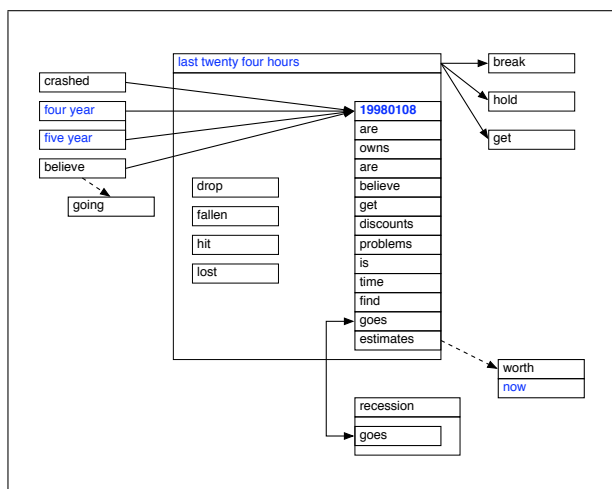 last twenty four hours
break
crashed
hold
four year
19980108
are
five year
get
owns
believe
are
drop
believe
going
get
fallen
discounts
hit
problems
is
lost
time
find
goes
estimates
worth
now
recession
goes